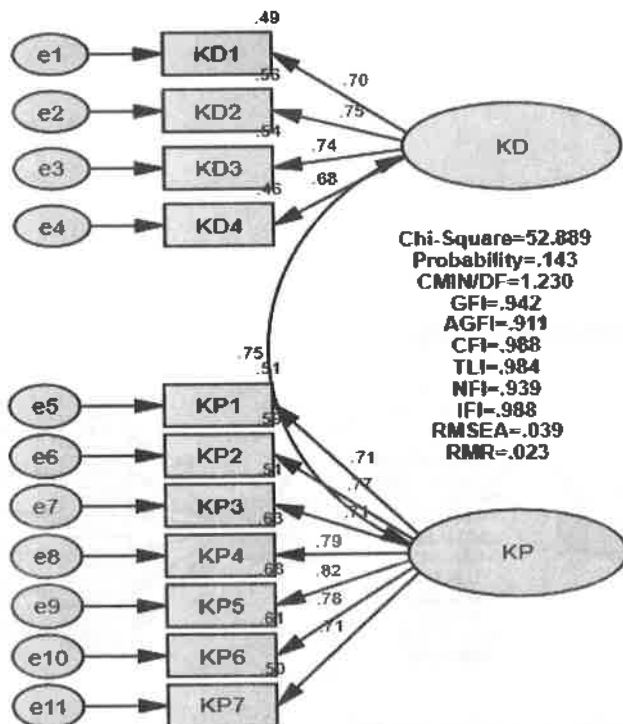 .49
e1 KD1
.56 .70
e2 KD2 .75
.54
e3 KD3 .74 KD
.46
e4 KD4 .68
Chi-Square=52.889
Probability=.143
CMIN/DF=1.230
GFI=.942
AGFI=.911
CFI=.988
TLI=.984
NFI=.939
IFI=.988
RMSEA=.039
RMR=.023
.75
.51
e5 KP1
.71
e6 KP2
.51 .77
e7 KP3 .71
.63
e8 KP4 .79 KP
.68
e9 KP5 .82
.61 .78
e10 KP6 .71
.50
e11 KP7